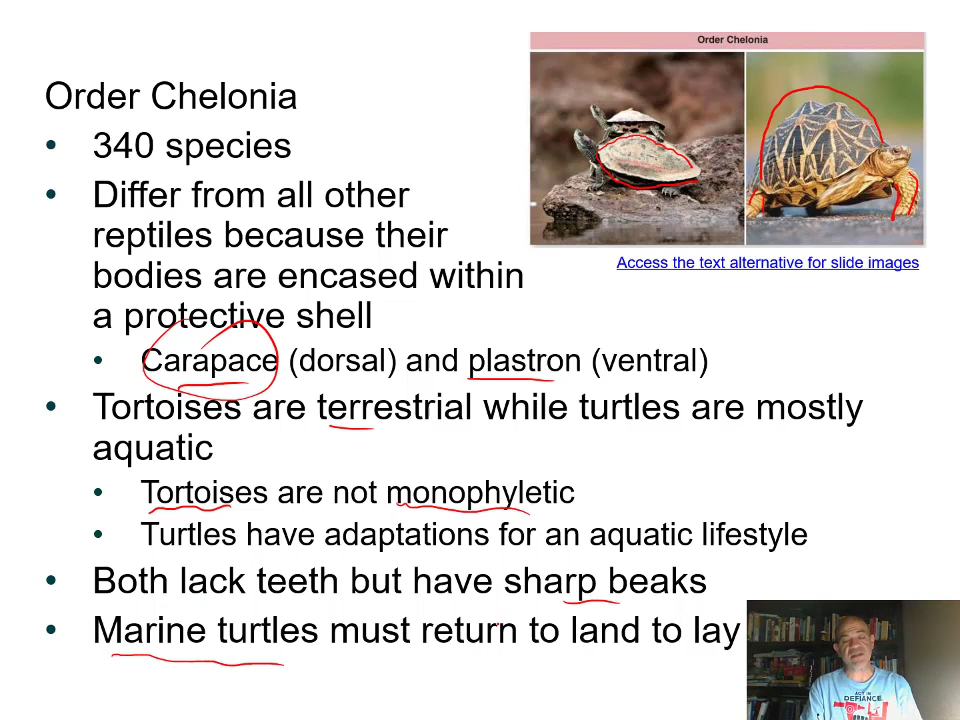 Order Chelonia
Order Chelonia
• 340 species
• Differ from all other
reptiles because their
bodies are encased within
a protective shell
Access the text alternative for slide images
• Carapace (dorsal) and plastron (ventral)
• Tortoises are terrestrial while turtles are mostly
aquatic
• Tortoises are not monophyletic
• Turtles have adaptations for an aquatic lifestyle
• Both lack teeth but have sharp beaks
• Marine turtles must return to land to lay
ACT IN
DEFIANCE